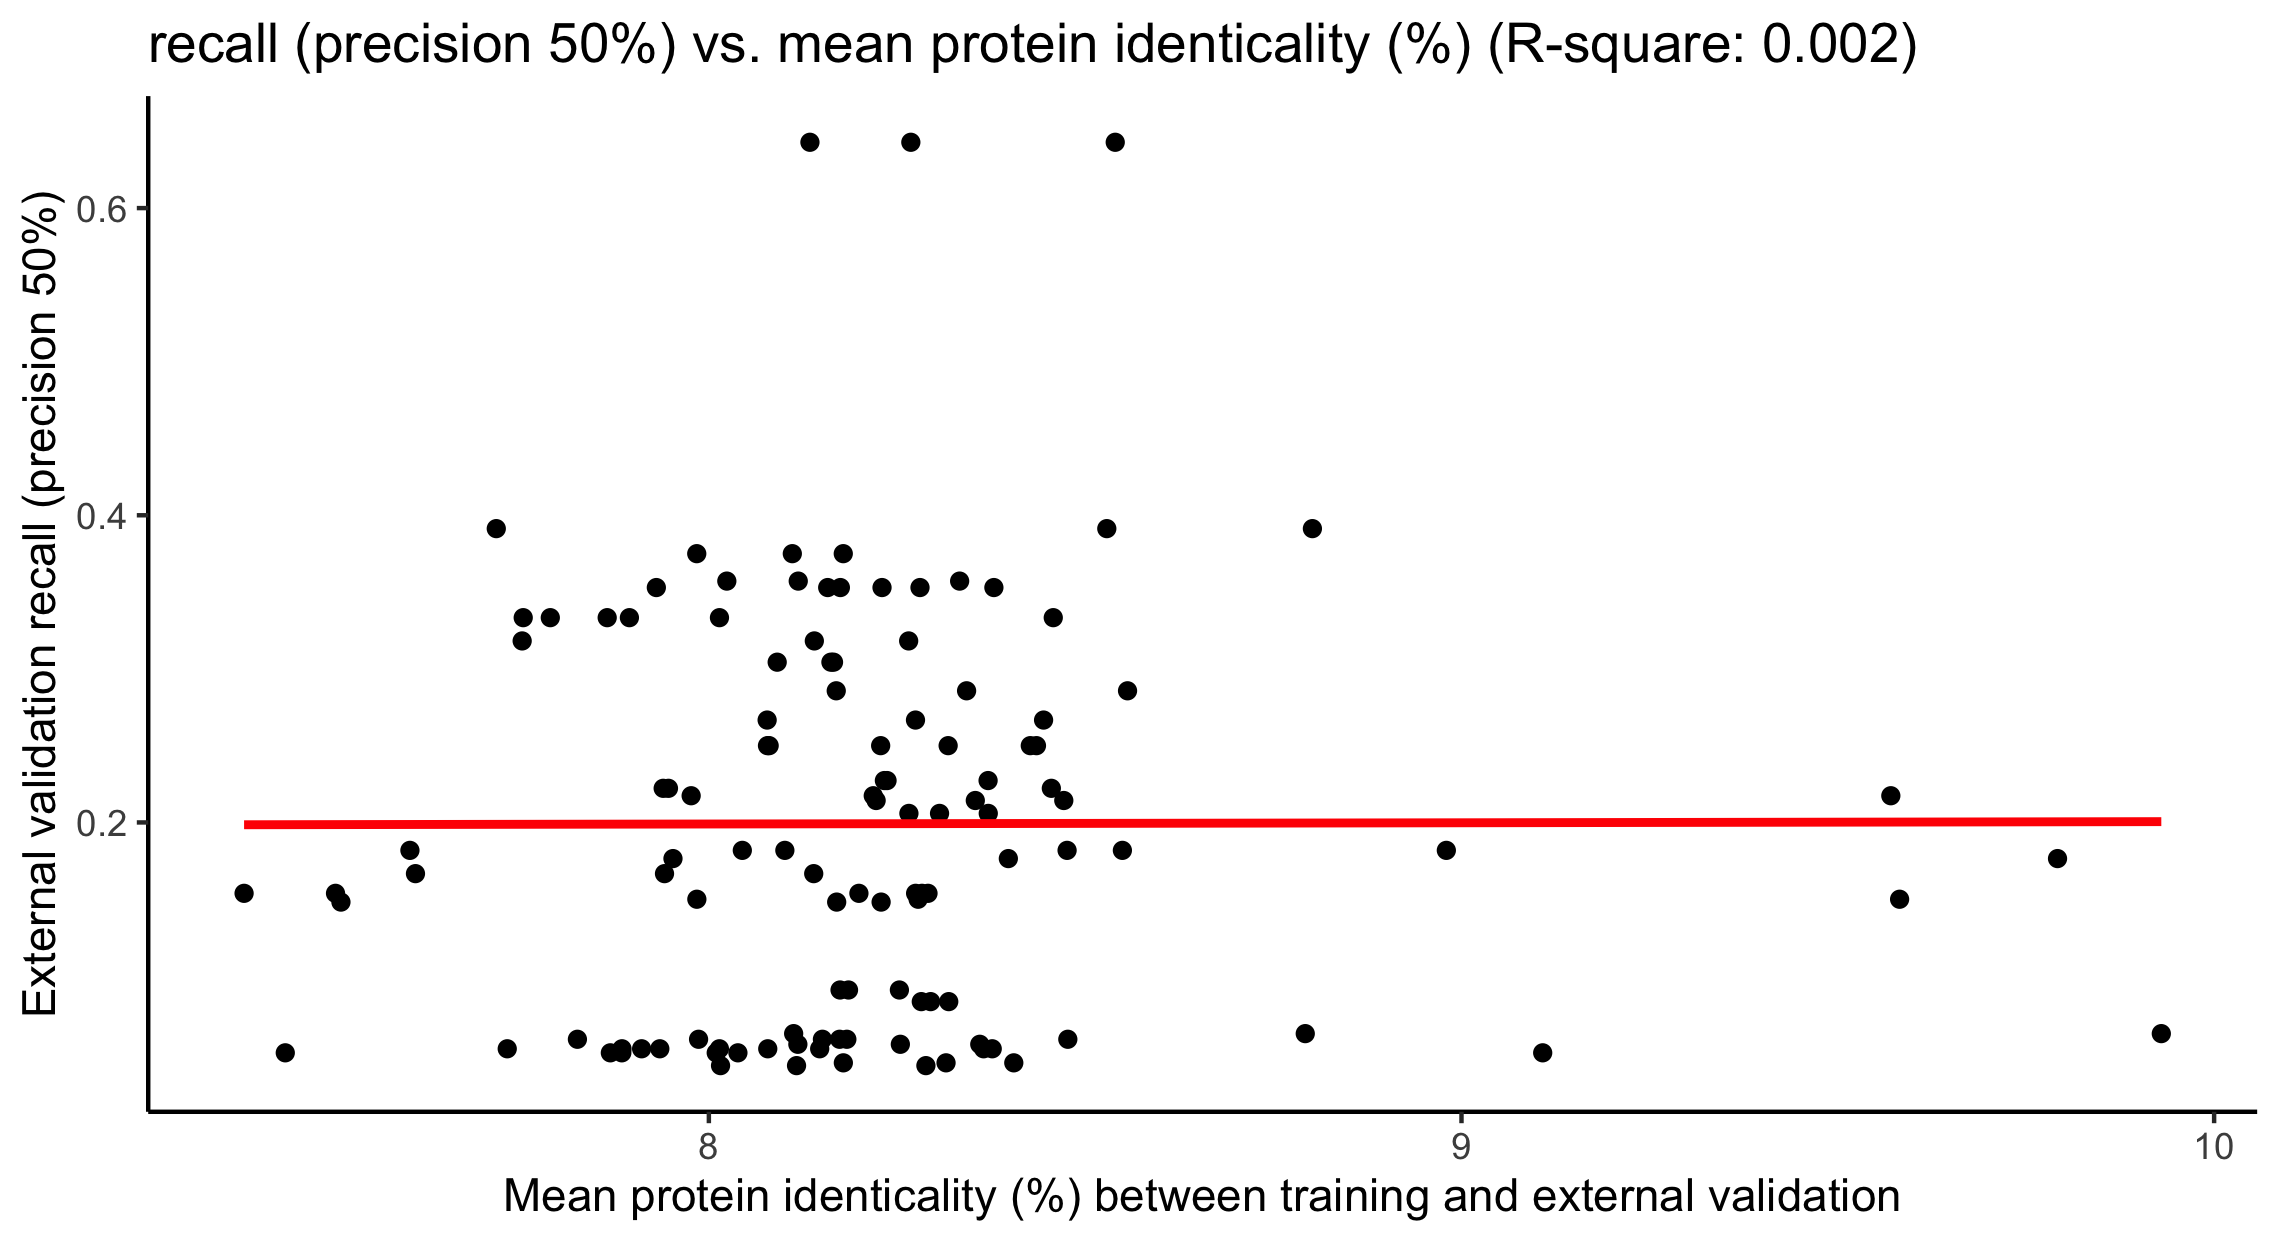 recall (precision 50%) vs. mean protein identicality (%) (R-square: 0.002)
External validation recall (precision 50%)
0.6
0.4
0.2
8
9
10
Mean protein identicality (%) between training and external validation